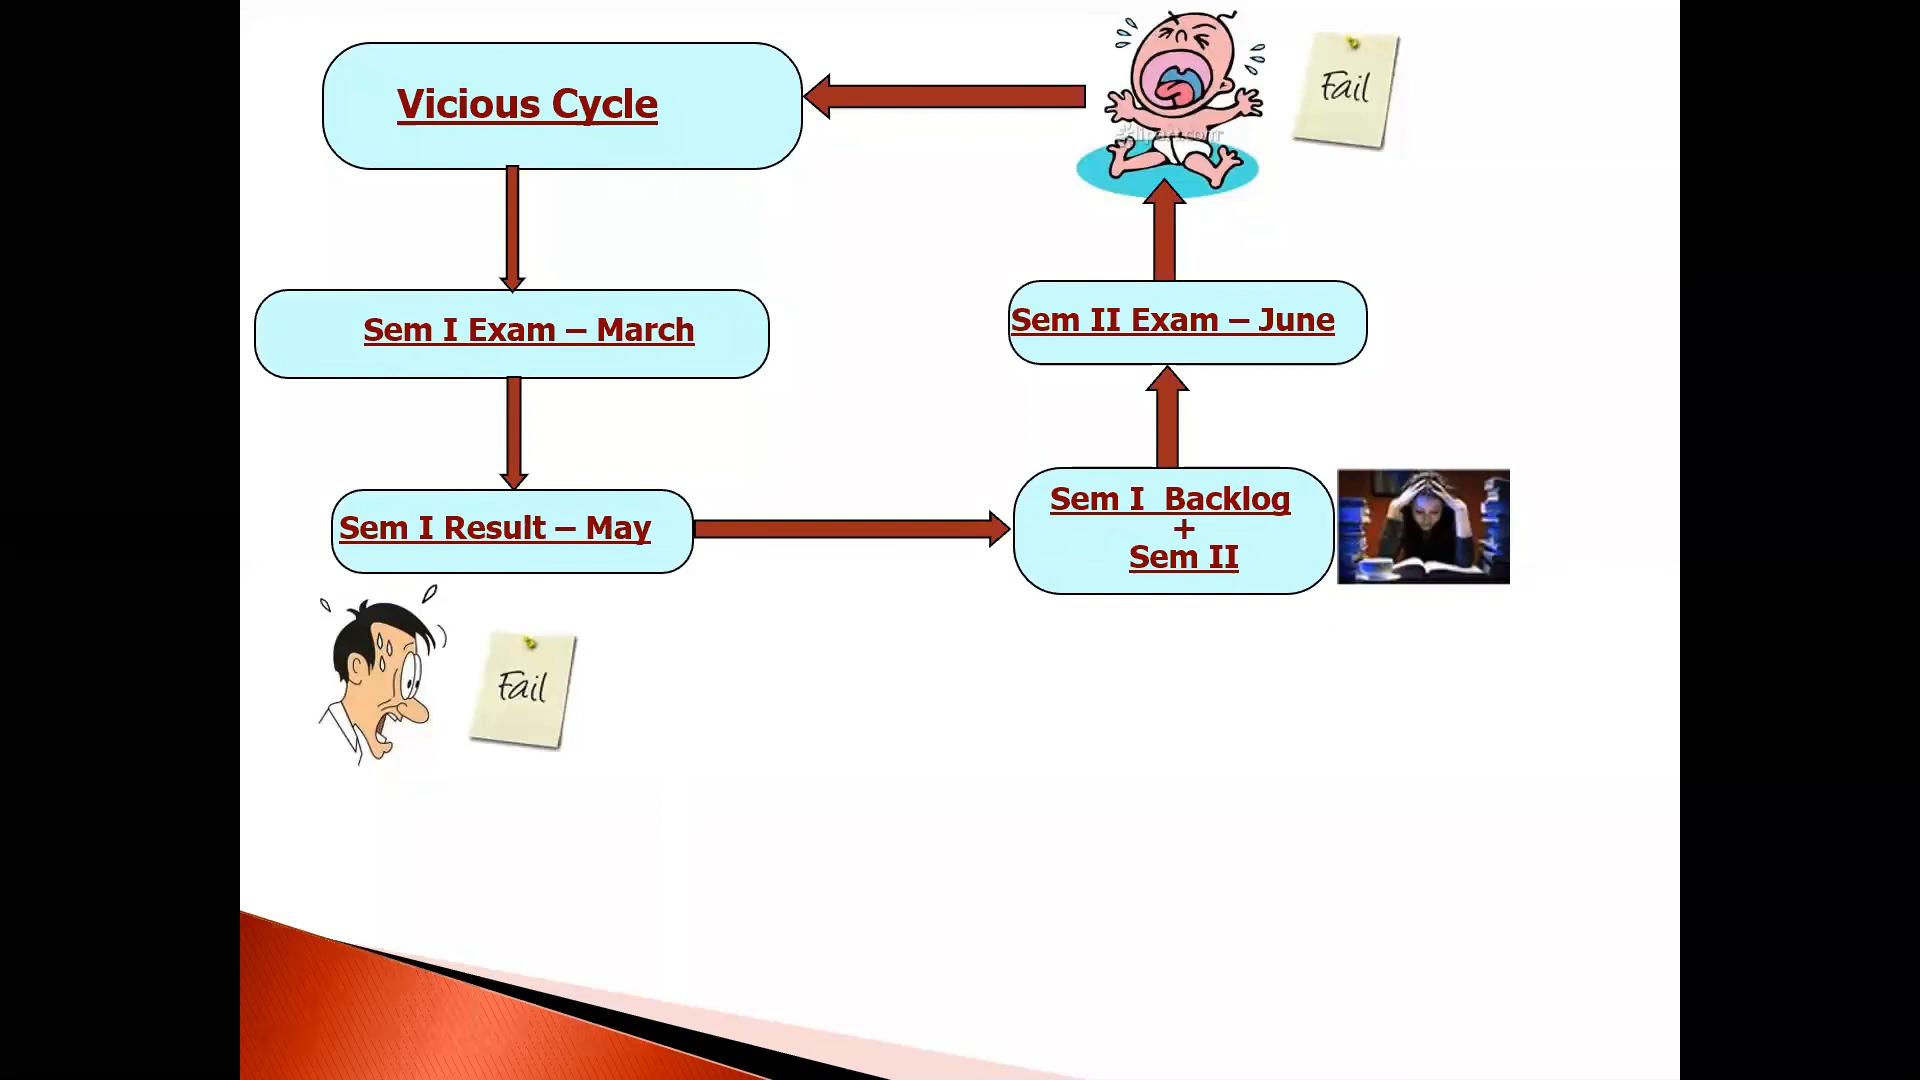 Vicious Cycle
Fail
Sem I Exam – March
Sem II Exam – June
Sem I Result – May
Sem I  Backlog
+
Sem II
Fail